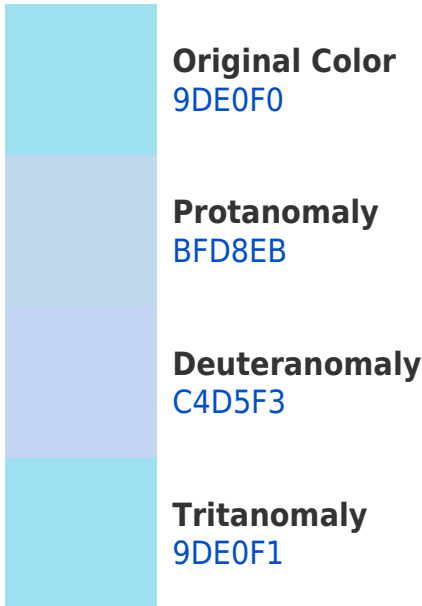 Original Color
9DE0F0
Protanomaly
BFD8EB
Deuteranomaly
C4D5F3
Tritanomaly
9DE0F1